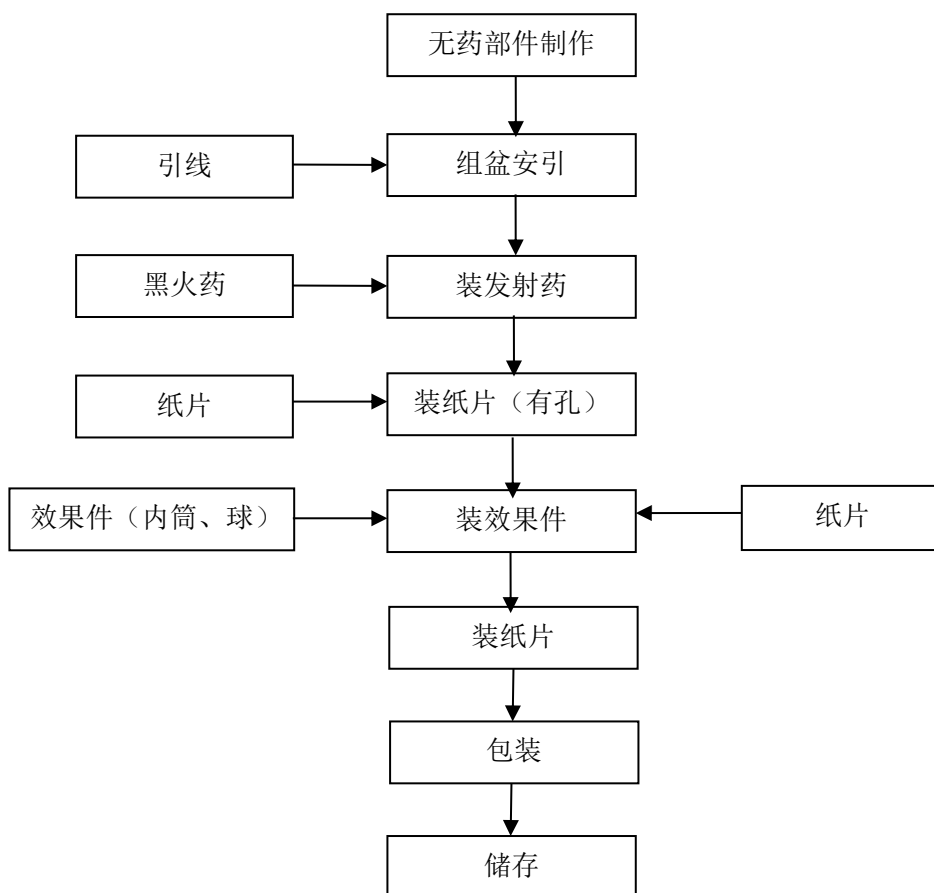 无药部件制作
引线
组盆安引
黑火药
装发射药
纸片
装纸片（有孔）
效果件（内筒、球）
装效果件
纸片
装纸片
包装
储存